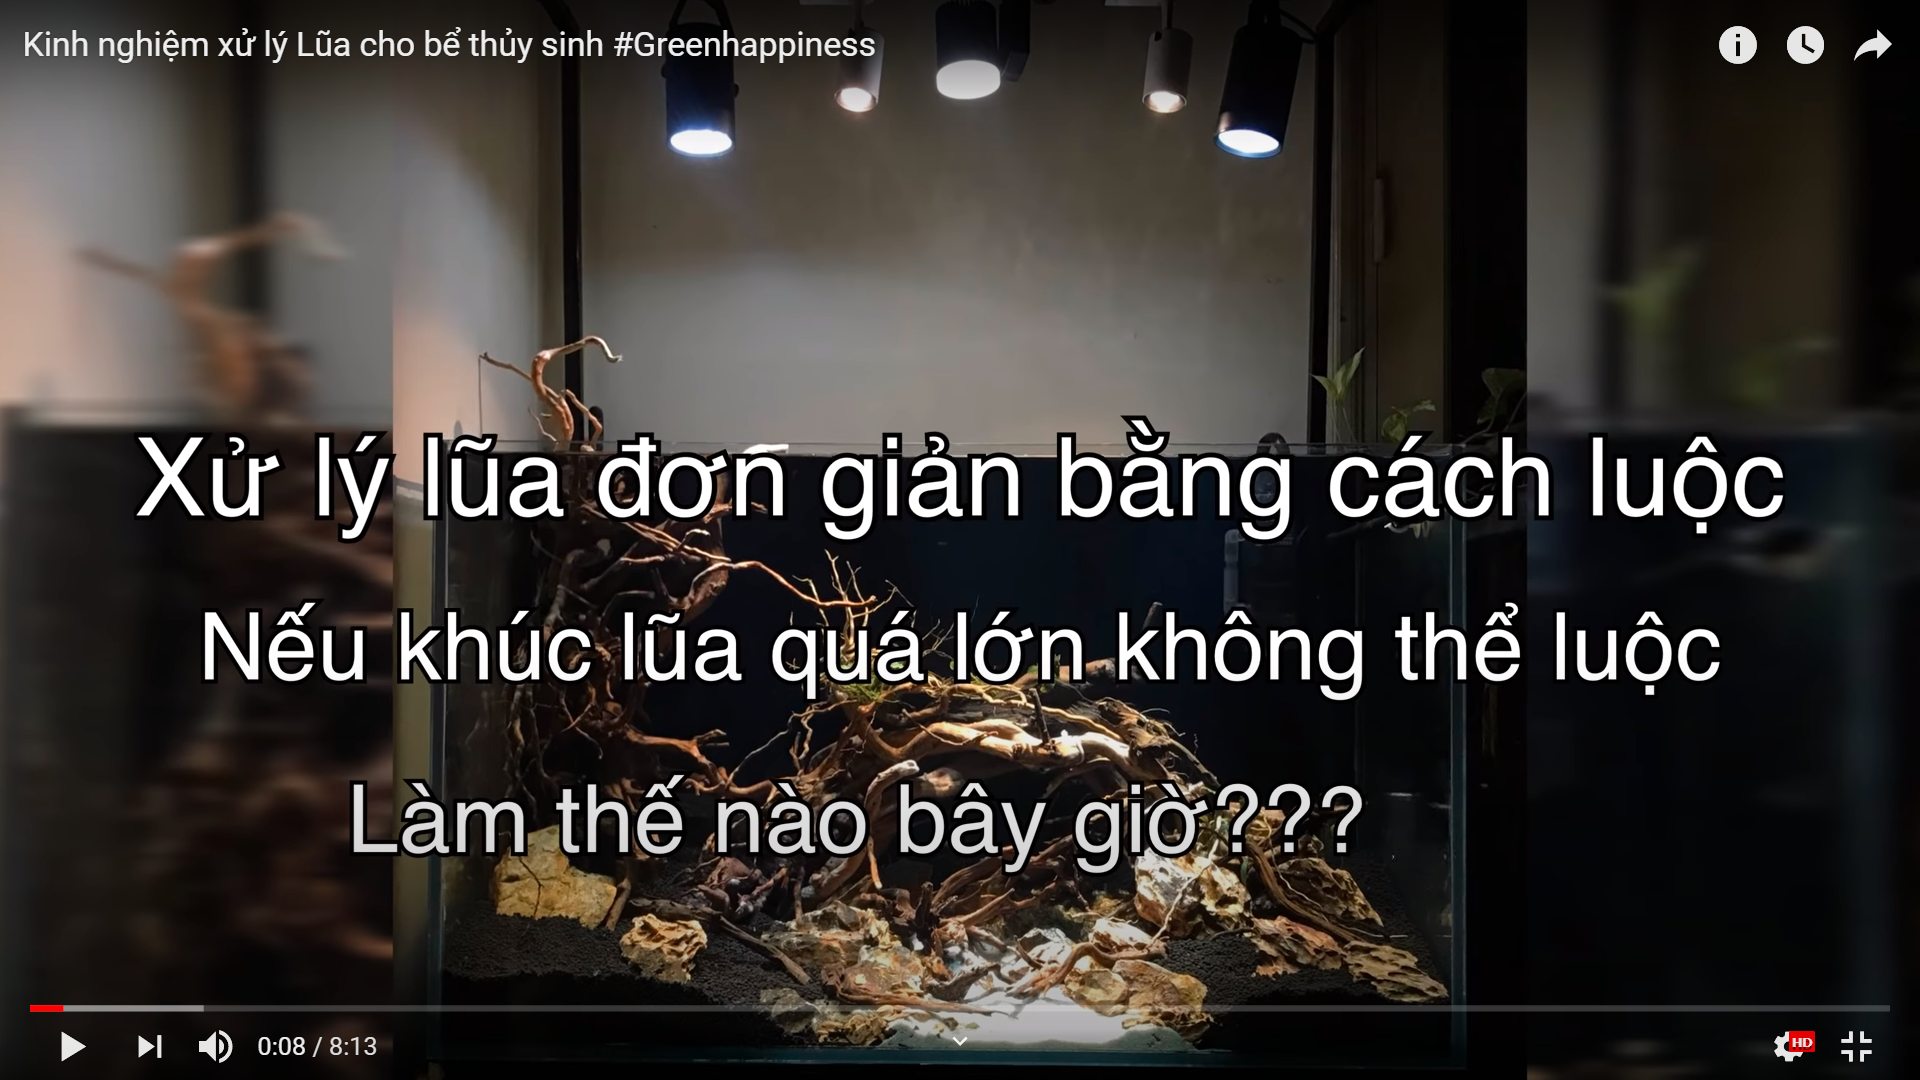 Kinh nghiệm xử lý Lũa cho bể thủy sinh #Greenhappiness
Xử lý lũa đơn giản bằng cách luộc
Nếu khúc lũa quá lớn không thể luộc
Làm thế nào bây giờ???
0:08 / 8:13
HD